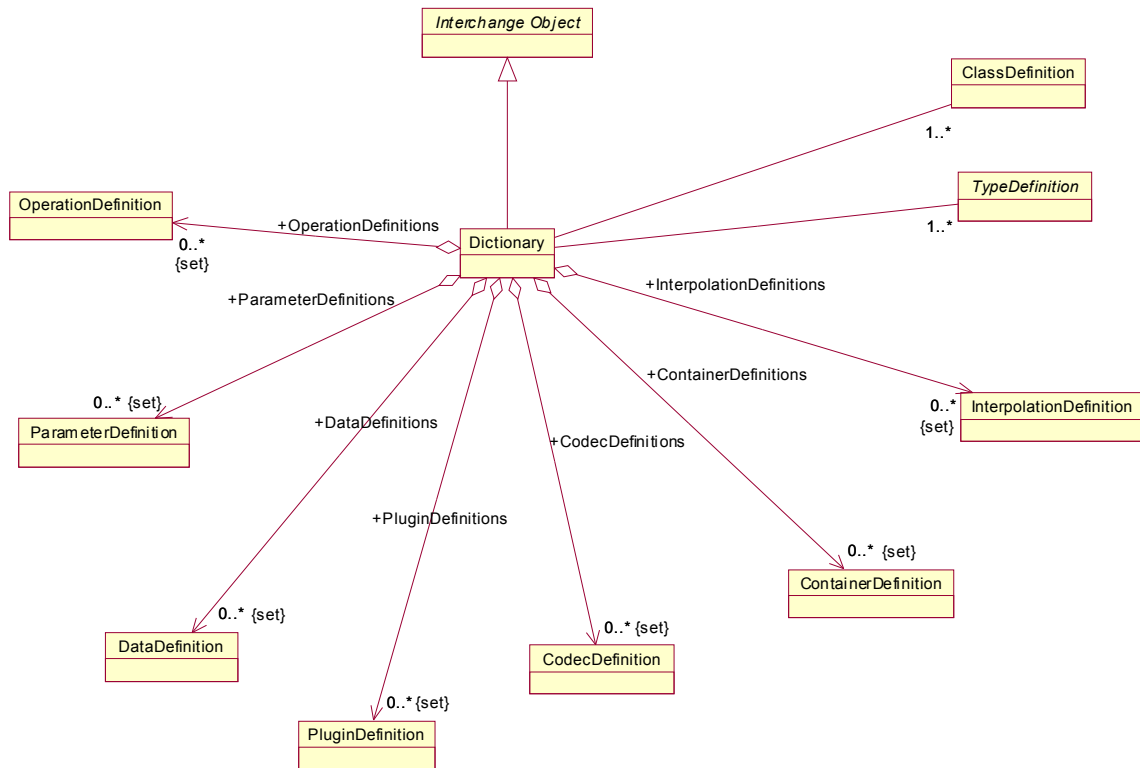 Interchange Object
ClassDefinition
1..*
TypeDefinition
1..*
OperationDefinition
+OperationDefinitions
0..*
{set}
Dictionary
+ParameterDefinitions
+InterpolationDefinitions
+ContainerDefinitions
0..* {set}
ParameterDefinition
0..*
{set}
InterpolationDefinition
+DataDefinitions
+CodecDefinitions
+PluginDefinitions
0..* {set}
ContainerDefinition
0..* {set}
DataDefinition
0..* {set}
CodecDefinition
0..* {set}
PluginDefinition